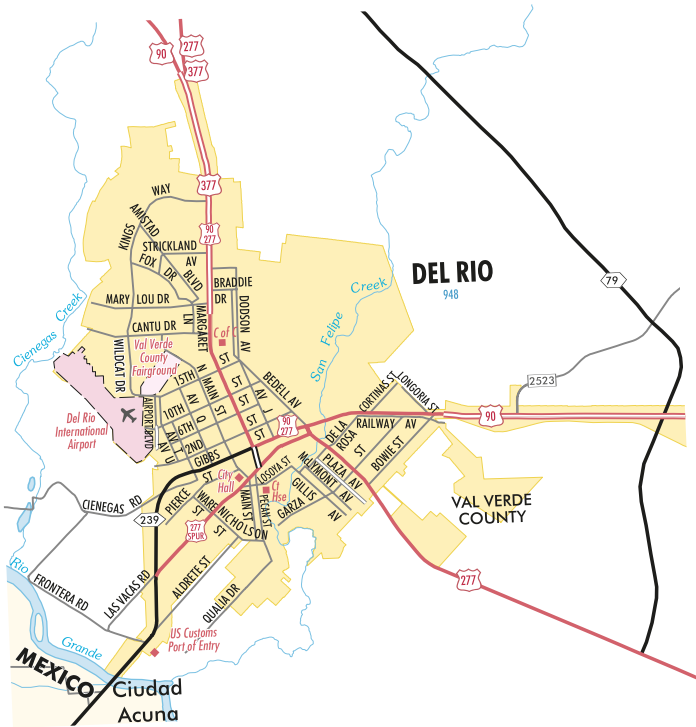 90
277
377
377
WAY
KINGS
AMISTAD
90
277
STRICKLAND
AV
FOX
DR
BLVD
DEL RIO
948
79
BRADDIE
DR
MARY LOU DR
DODSON AV
San Felipe Creek
Cienegas Creek
CANTU DR
MARGARET LN
C of C
Val Verde
County
Fairground
WILDCAT DR
2523
15TH
ST
N MAIN ST
BEDELL AV
CORTINAS ST
LONGORIA ST
Del Rio
International
Airport
AIRPORT BLVD
10TH
ST
AV Q
AV J
90
6TH
ST
90
277
DE LA ROSA ST
RAILWAY AV
AV T
AV U
2ND
ST
GIBBS
ST
LOSOYA ST
McLYMONT AV
PLAZA AV
BOWIE ST
City
Hall
Ct
Hse
GILLIS AV
GARZA AV
VAL VERDE
COUNTY
CIENEGAS RD
PIERCE ST
WARE ST
NICHOLSON
MAIN ST
PECAN ST
239
277
SPUR
Rio Grande
FRONTERA RD
LAS VACAS RD
ALDRETE ST
QUALIA DR
277
US Customs
Port of Entry
MEXICO
Ciudad
Acuna